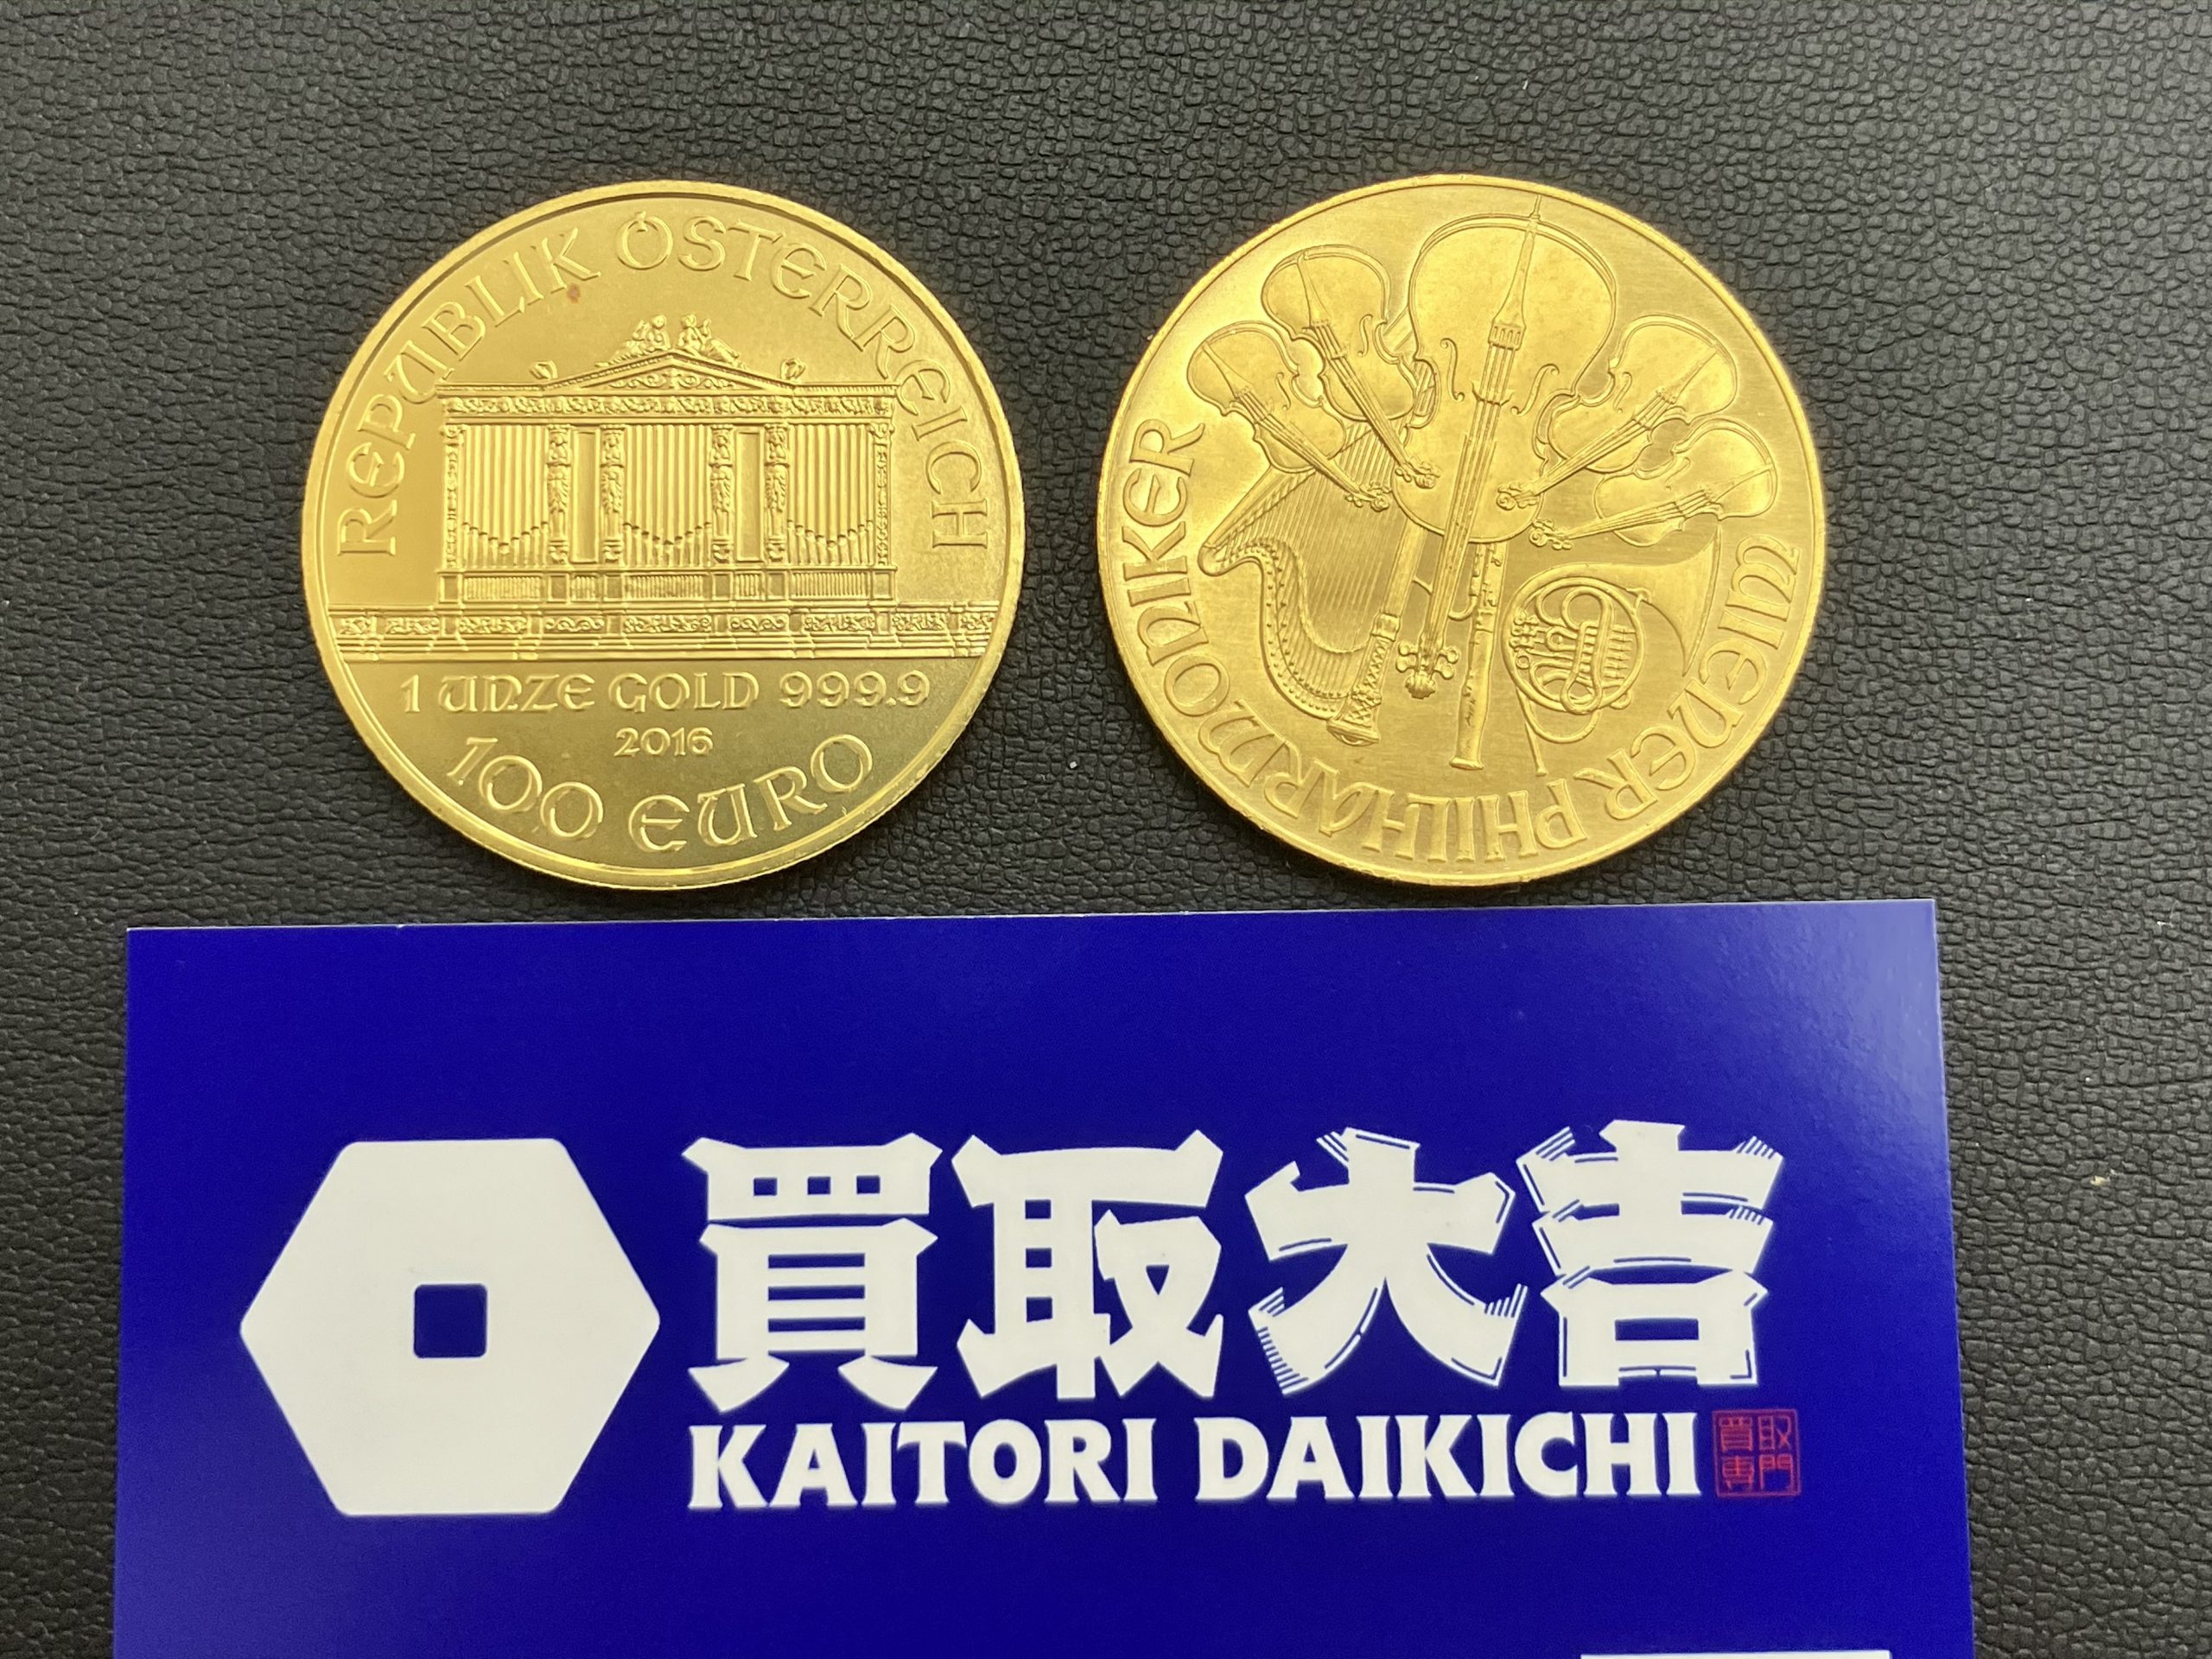 REPUBLIK ÖSTERREICH
1 UNZE GOLD 999.9
2016
100 EURO
WIENER PHILHARMONIKER
買取大吉
KAITORI DAIKICHI
買取
専門